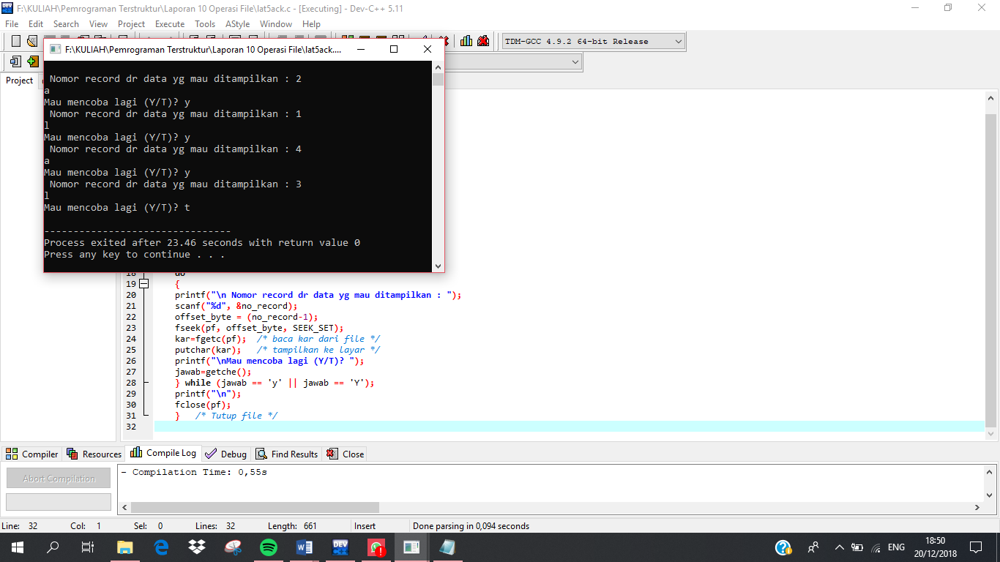 F:\KULIAH\Pemrograman Terstruktur\Laporan 10 Operasi File\lat5ack.c - [Executing] - Dev-C++ 5.11
File Edit Search View Project Execute Tools AStyle Window Help
TDM-GCC 4.9.2 64-bit Release
F:\KULIAH\Pemrograman Terstruktur\Laporan 10 Operasi File\lat5ack....
Project
Nomor record dr data yg mau ditampilkan : 2
a
Mau mencoba lagi (Y/T)? y
Nomor record dr data yg mau ditampilkan : 1
l
Mau mencoba lagi (Y/T)? y
Nomor record dr data yg mau ditampilkan : 4
a
Mau mencoba lagi (Y/T)? y
Nomor record dr data yg mau ditampilkan : 3
l
Mau mencoba lagi (Y/T)? t
--------------------------------
Process exited after 23.46 seconds with return value 0
Press any key to continue . . .
18 do
19 {
20 printf("\n Nomor record dr data yg mau ditampilkan : ");
21 scanf("%d", &no_record);
22 offset_byte = (no_record-1);
23 fseek(pf, offset_byte, SEEK_SET);
24 kar=fgetc(pf); /* baca kar dari file */
25 putchar(kar); /* tampilkan ke layar */
26 printf("\nMau mencoba lagi (Y/T)? ");
27 jawab=getche();
28 } while (jawab == 'y' || jawab == 'Y');
29 printf("\n");
30 fclose(pf);
31 } /* Tutup file */
32
Compiler Resources Compile Log Debug Find Results Close
Abort Compilation
- Compilation Time: 0,55s
Line: 32 Col: 1 Sel: 0 Lines: 32 Length: 661 Insert Done parsing in 0,094 seconds
DEV
ENG
18:50
20/12/2018